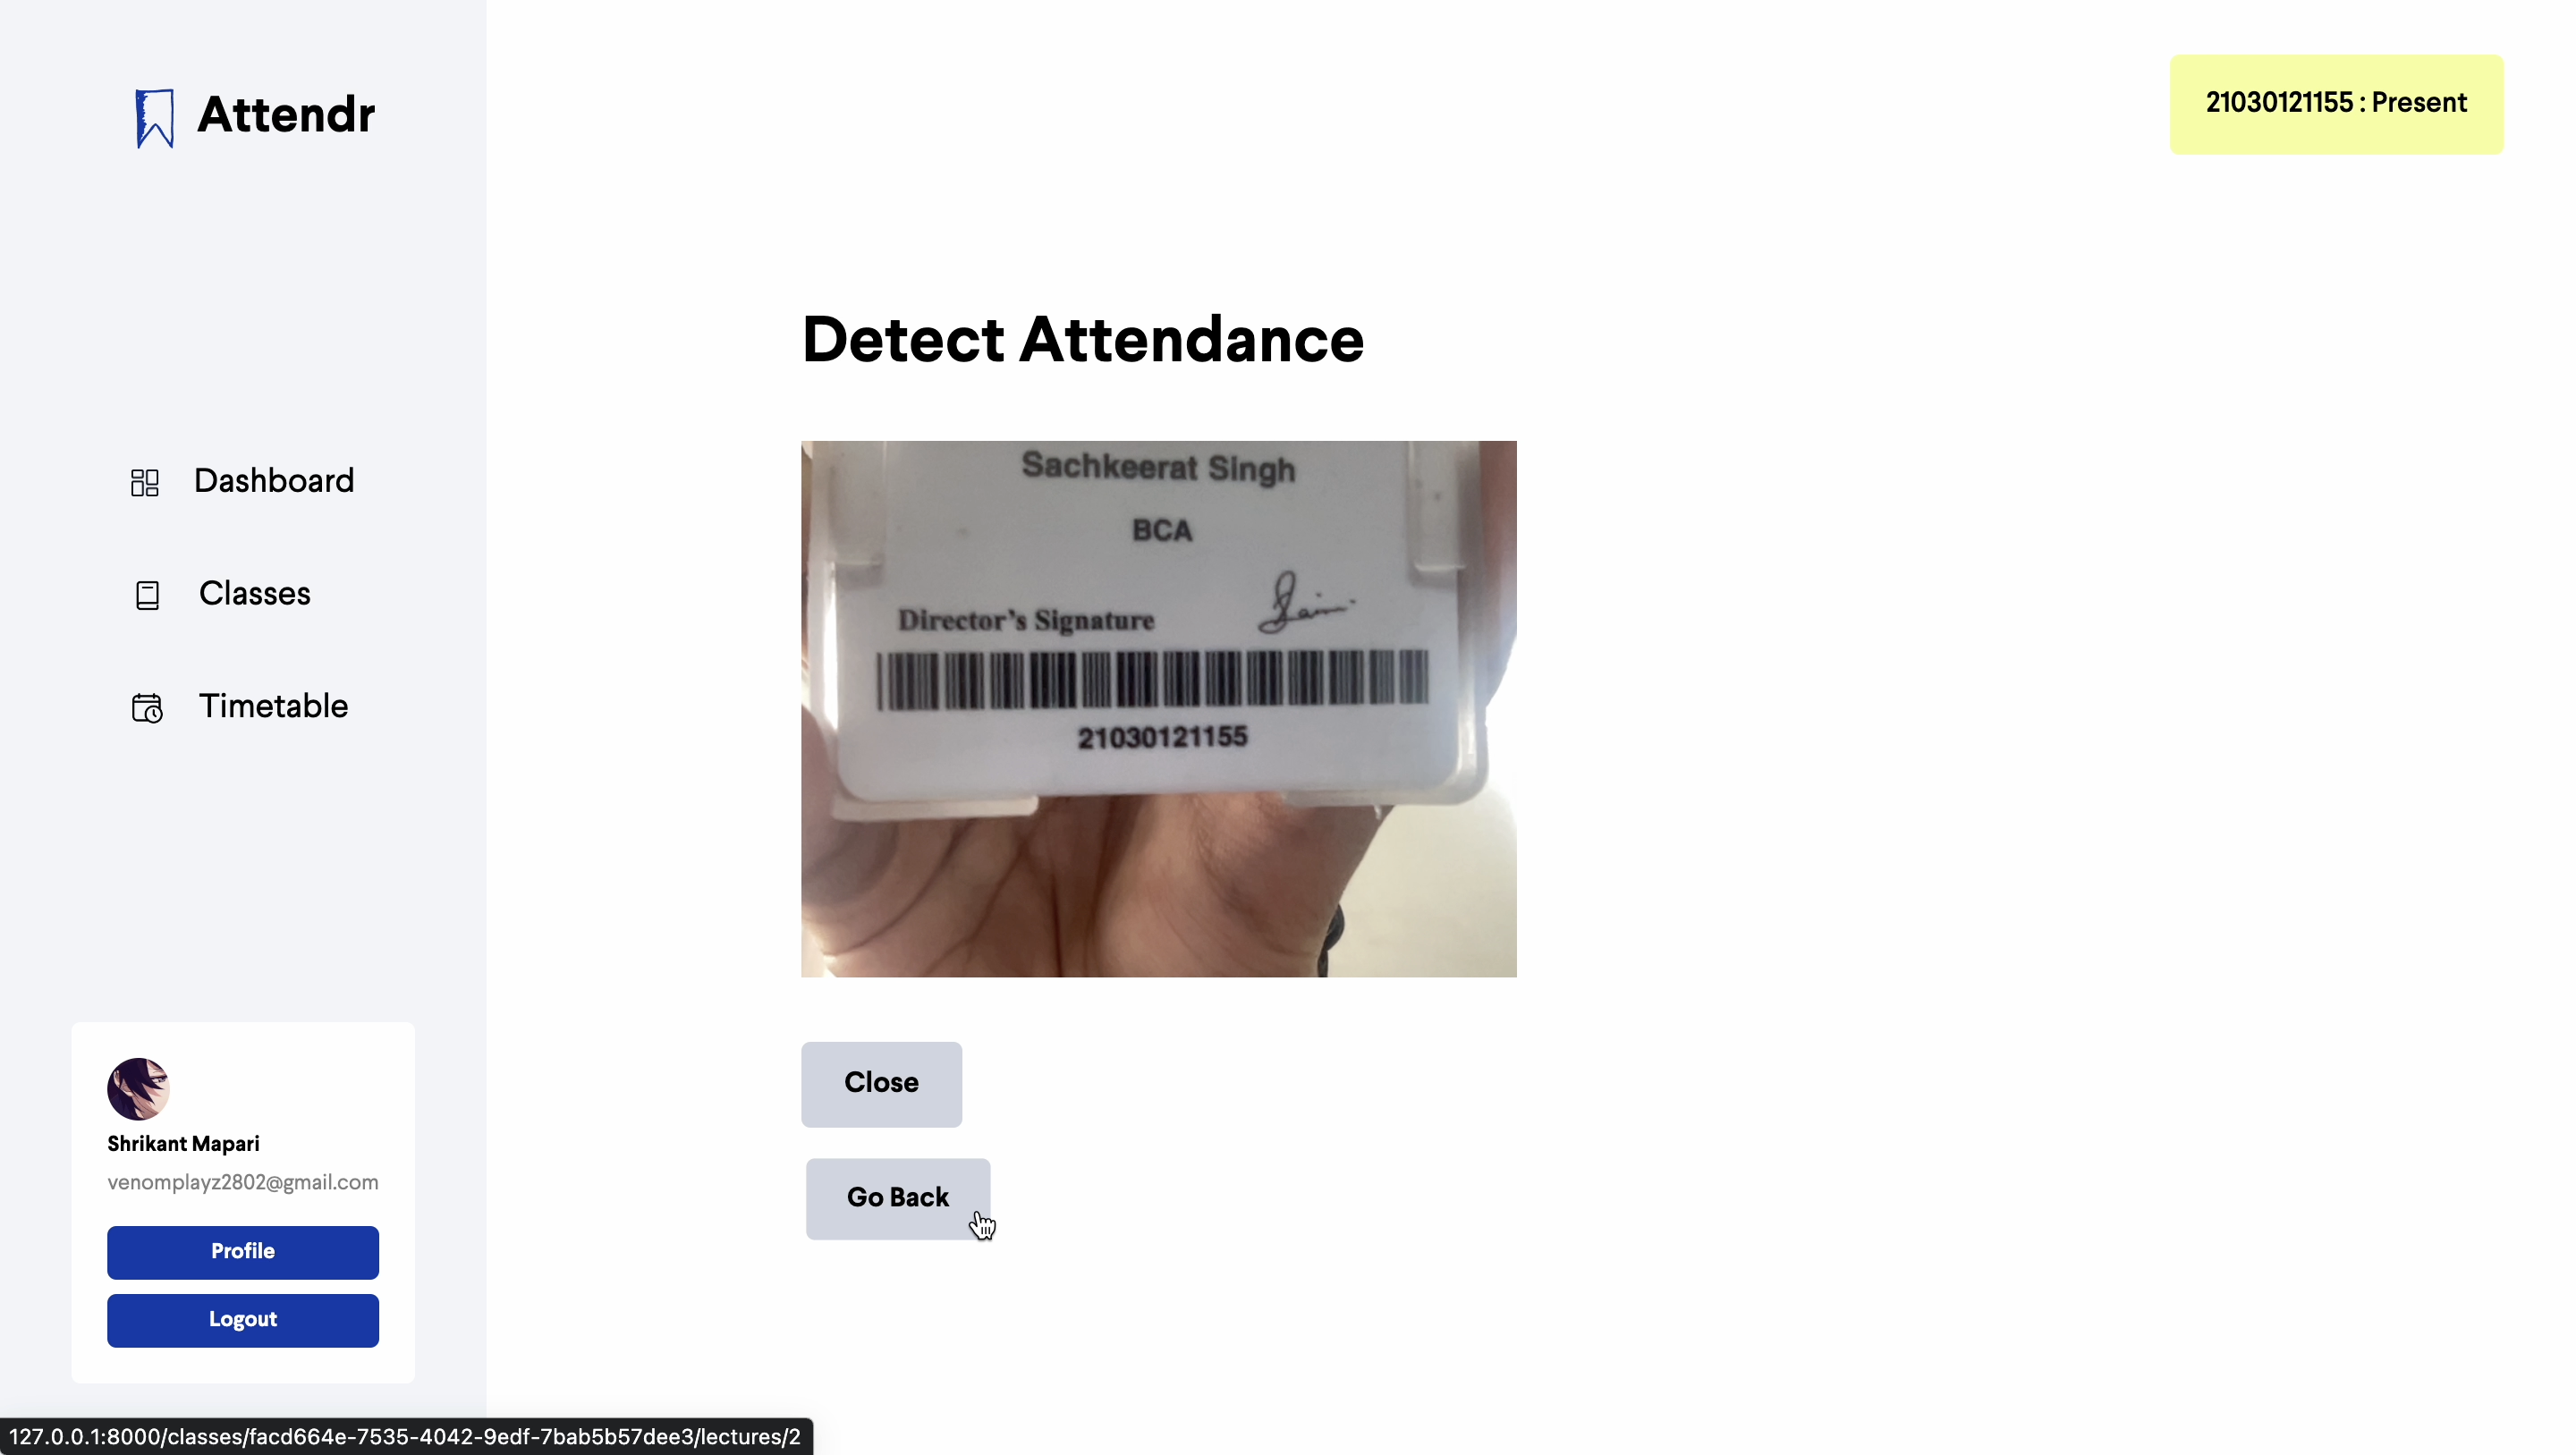 Attendr
21030121155 : Present
Dashboard
Classes
Timetable
Detect Attendance
Sachkeerat Singh
BCA
Director's Signature
21030121155
Close
Go Back
Shrikant Mapari
venomplayz2802@gmail.com
Profile
Logout
127.0.0.1:8000/classes/facd664e-7535-4042-9edf-7bab5b57dee3/lectures/2